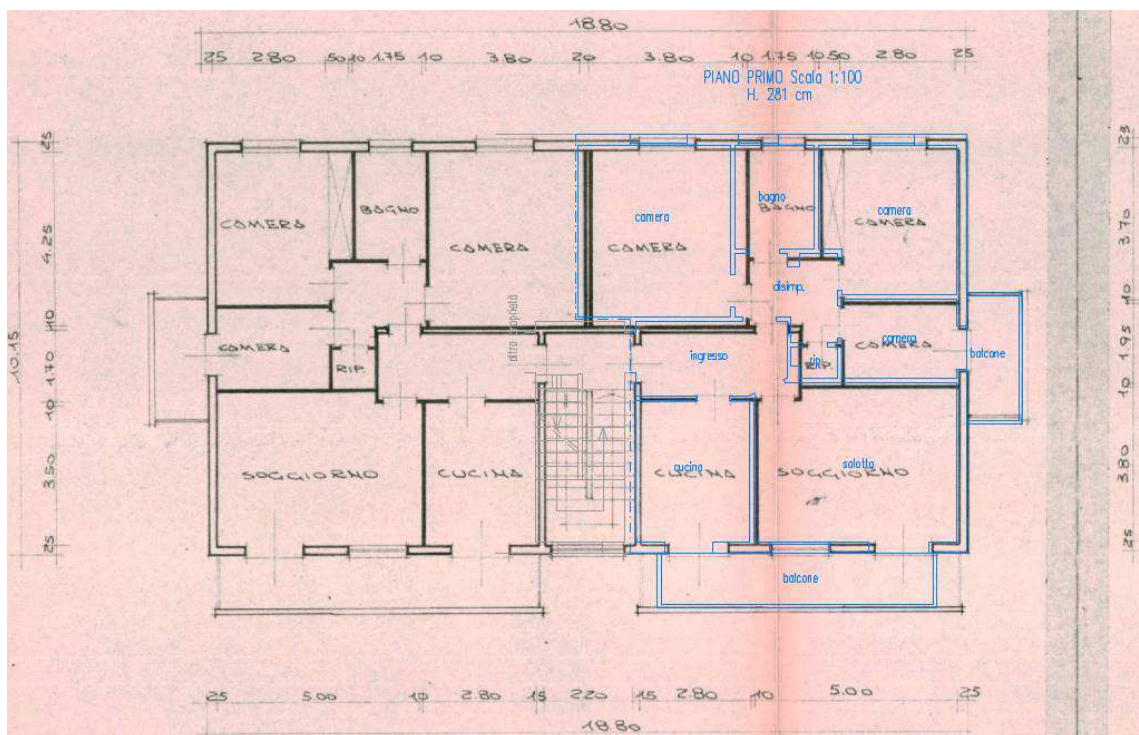 18.80
25 2.80 50 10 1.75 10 3.80 20 3.80 10 1.75 10 50 2.80 25
PIANO PRIMO Scala 1:100
H. 281 cm
25 4.25 10 1.70 10 3.50 25
10.15
25 3.70 10 1.95 10 3.80 25
CAMERA
BAGNO
CAMERA
camera
CAMERA
bagno
BAGNO
camera
CAMERA
disimp.
altra proprietà
CAMERA
RIP.
ingresso
rip.
RIP.
camera
CAMERA
balcone
SOGGIORNO
CUCINA
cucina
CUCINA
salotto
SOGGIORNO
balcone
25 5.00 10 2.80 15 220 15 2.80 10 5.00 25
18.80